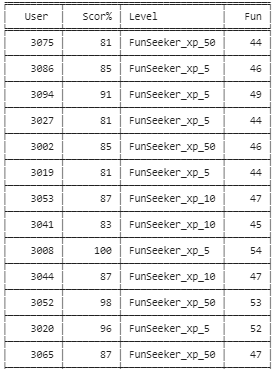 User Scor% Level Fun
3075 81 FunSeeker_xp_50 44
3086 85 FunSeeker_xp_5 46
3094 91 FunSeeker_xp_5 49
3027 81 FunSeeker_xp_5 44
3002 85 FunSeeker_xp_50 46
3019 81 FunSeeker_xp_5 44
3053 87 FunSeeker_xp_10 47
3041 83 FunSeeker_xp_10 45
3008 100 FunSeeker_xp_5 54
3044 87 FunSeeker_xp_10 47
3052 98 FunSeeker_xp_50 53
3020 96 FunSeeker_xp_5 52
3065 87 FunSeeker_xp_50 47